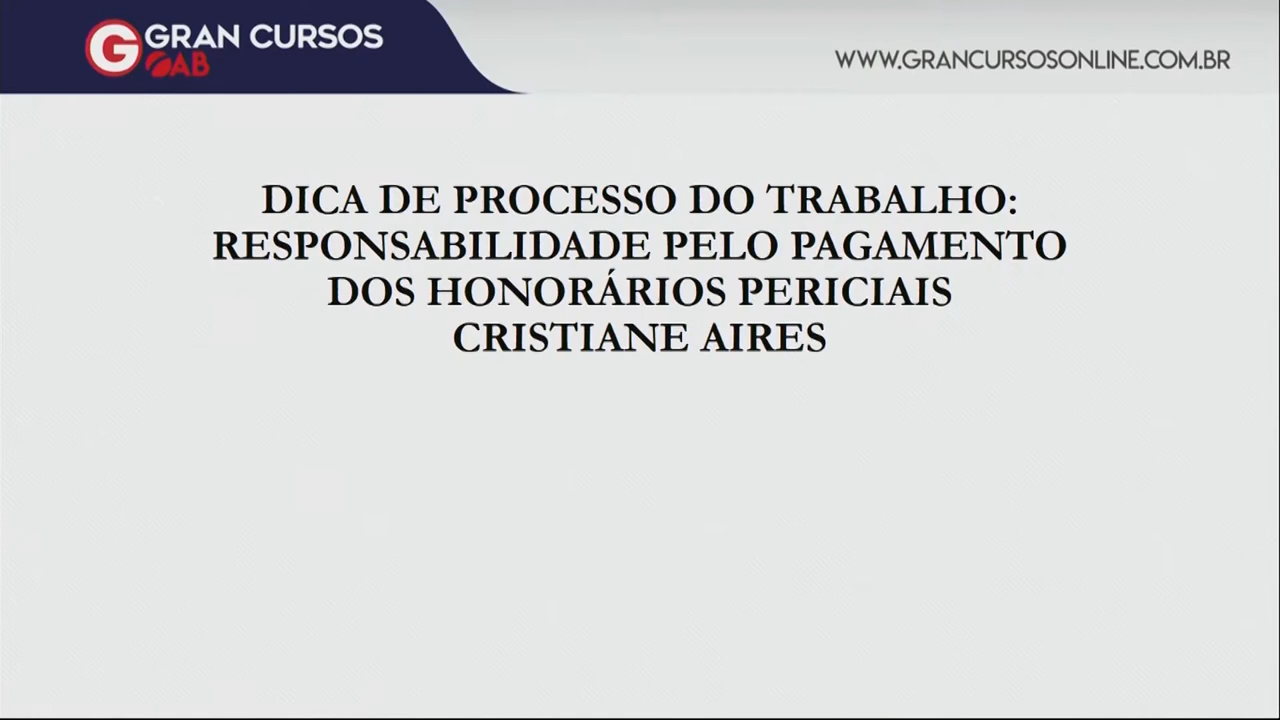 GRAN CURSOS
OAB
WWW.GRANCURSOSONLINE.COM.BR
DICA DE PROCESSO DO TRABALHO:
RESPONSABILIDADE PELO PAGAMENTO
DOS HONORÁRIOS PERICIAIS
CRISTIANE AIRES